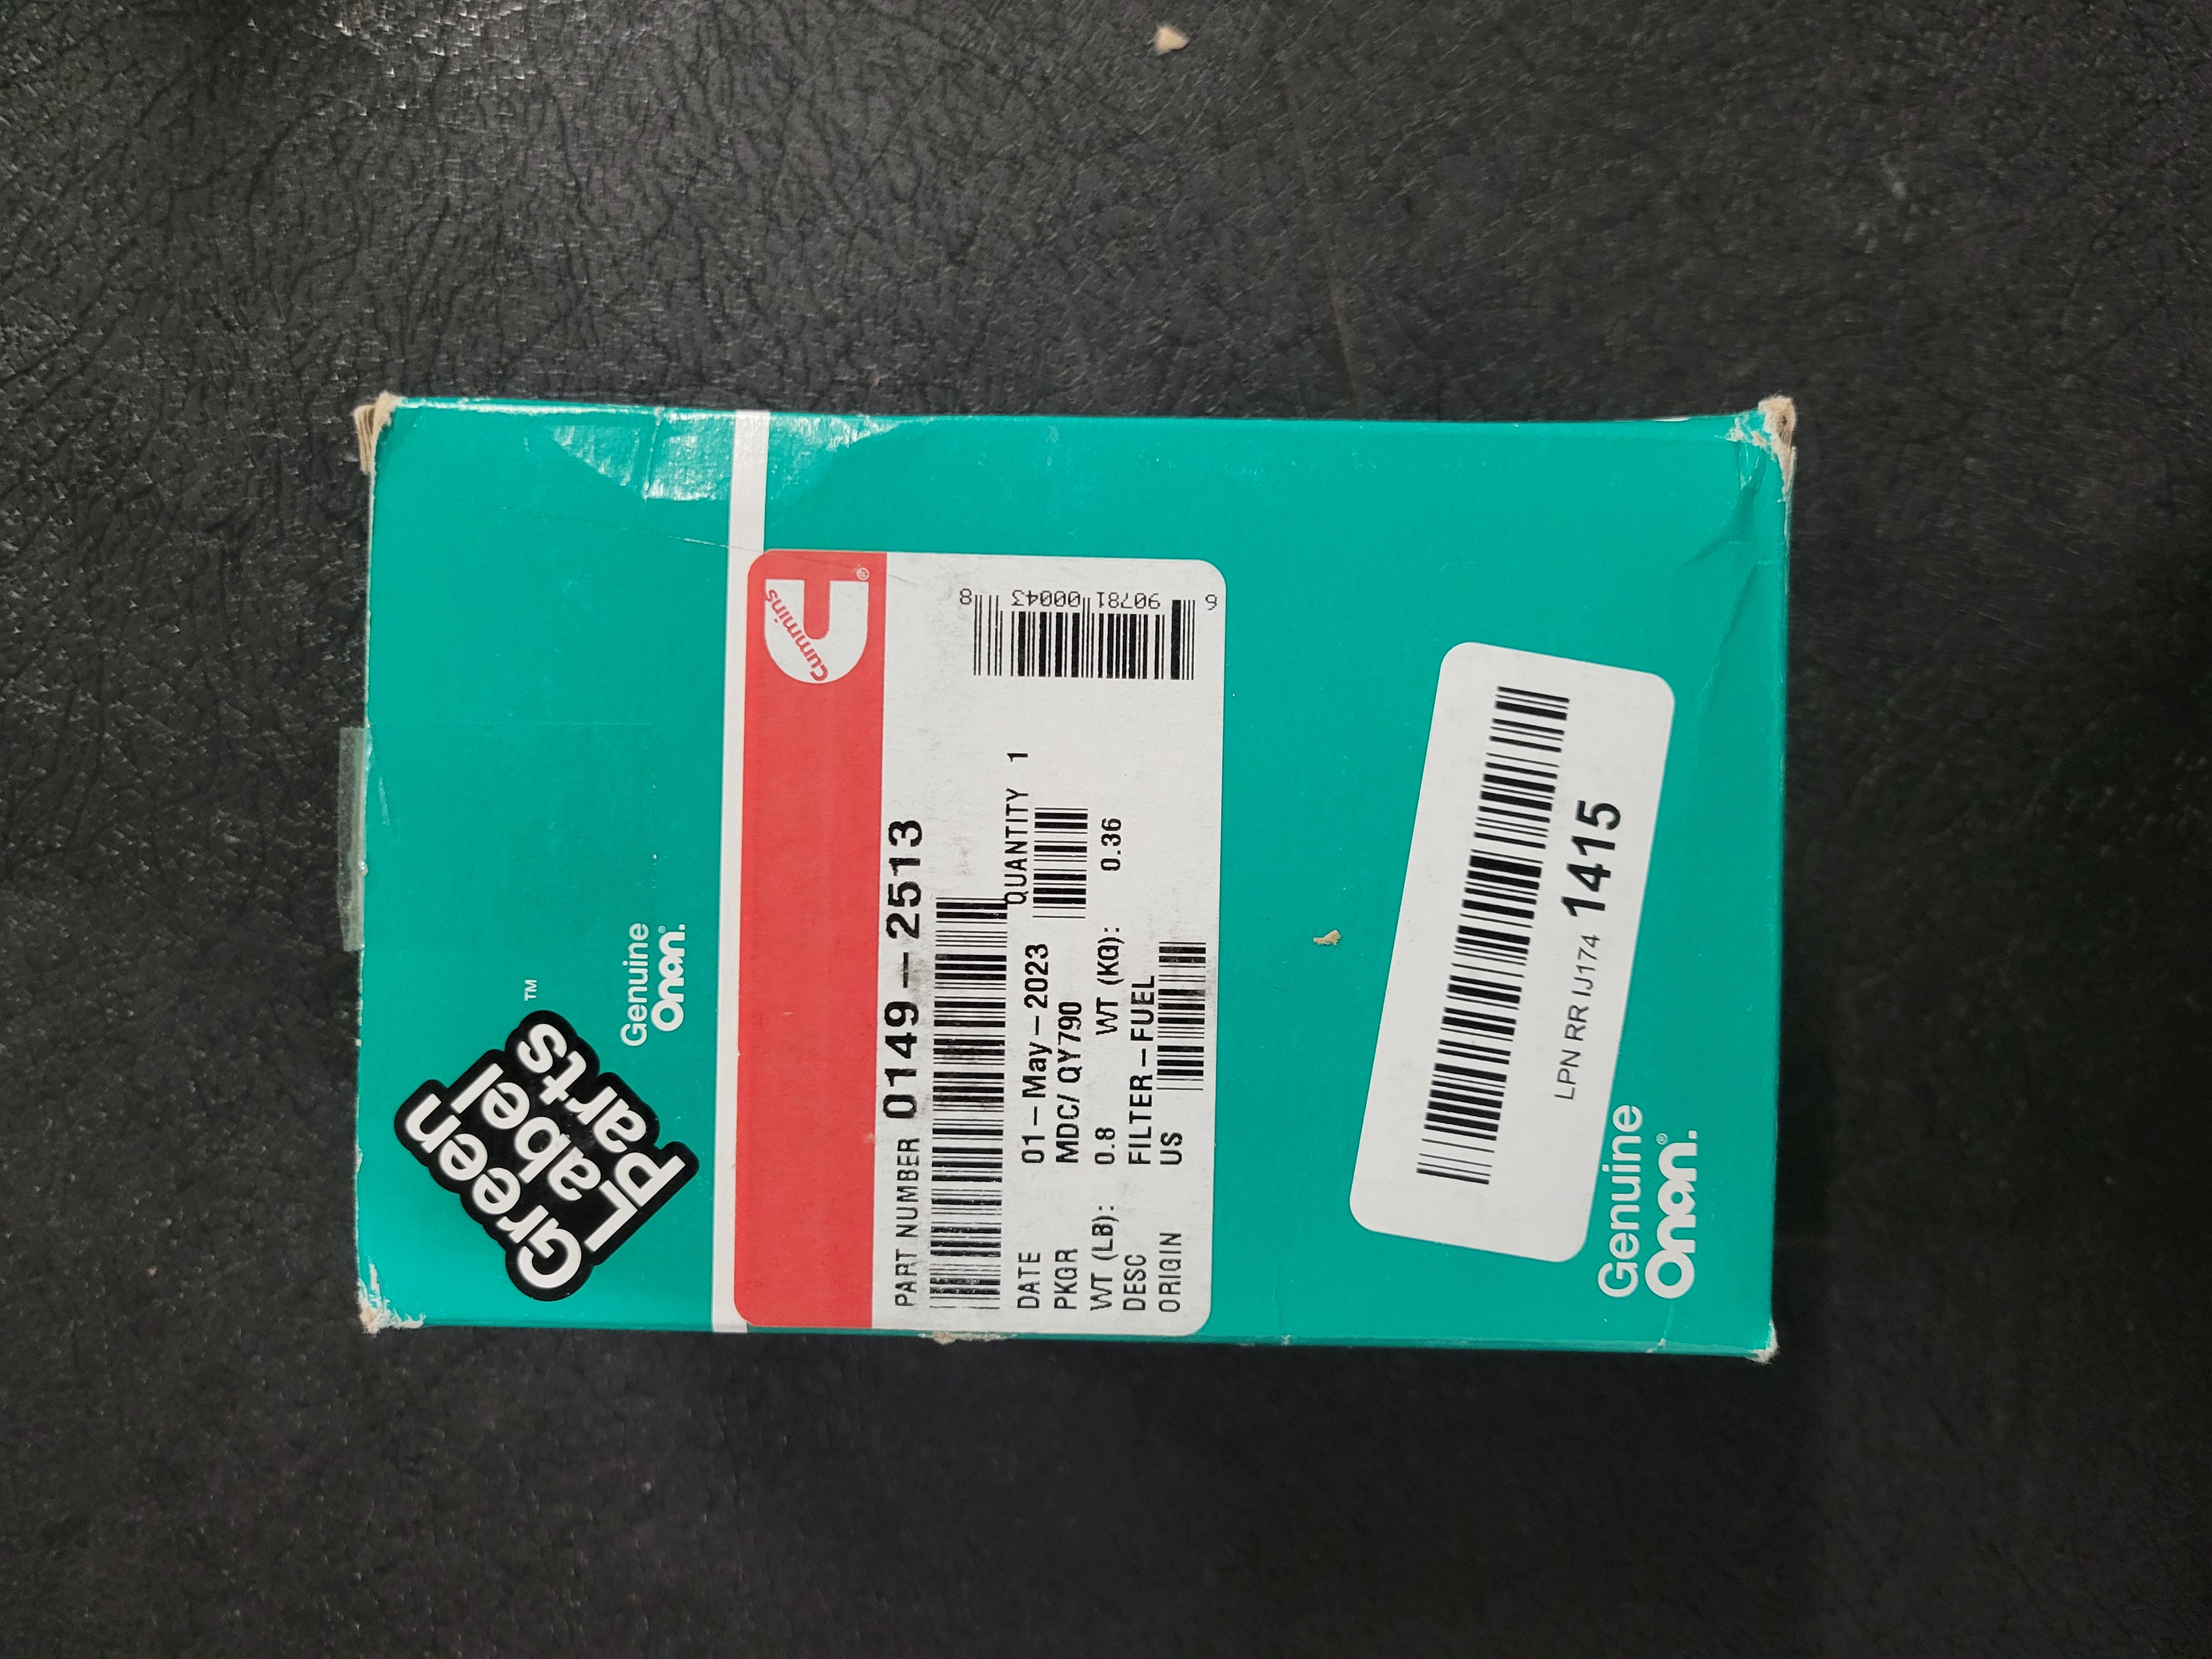 Green
Label
Parts™
Genuine
Onan.
Cummins®
PART NUMBER 0149-2513
QUANTITY 1
DATE 01-May-2023
PKGR MDC/ QY790
WT (LB): 0.8 WT (KG): 0.36
DESC FILTER-FUEL
ORIGIN US
6 90781 00043 8
LPN RR IJ174 1415
Genuine
Onan.®